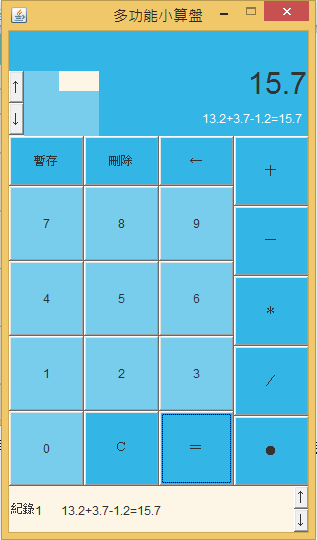 多功能小算盤
15.7
↑
↓
13.2+3.7-1.2=15.7
暫存 刪除 ← +
7 8 9 −
4 5 6 *
1 2 3 /
0 C = ●
紀錄1 13.2+3.7-1.2=15.7 ↑
↓